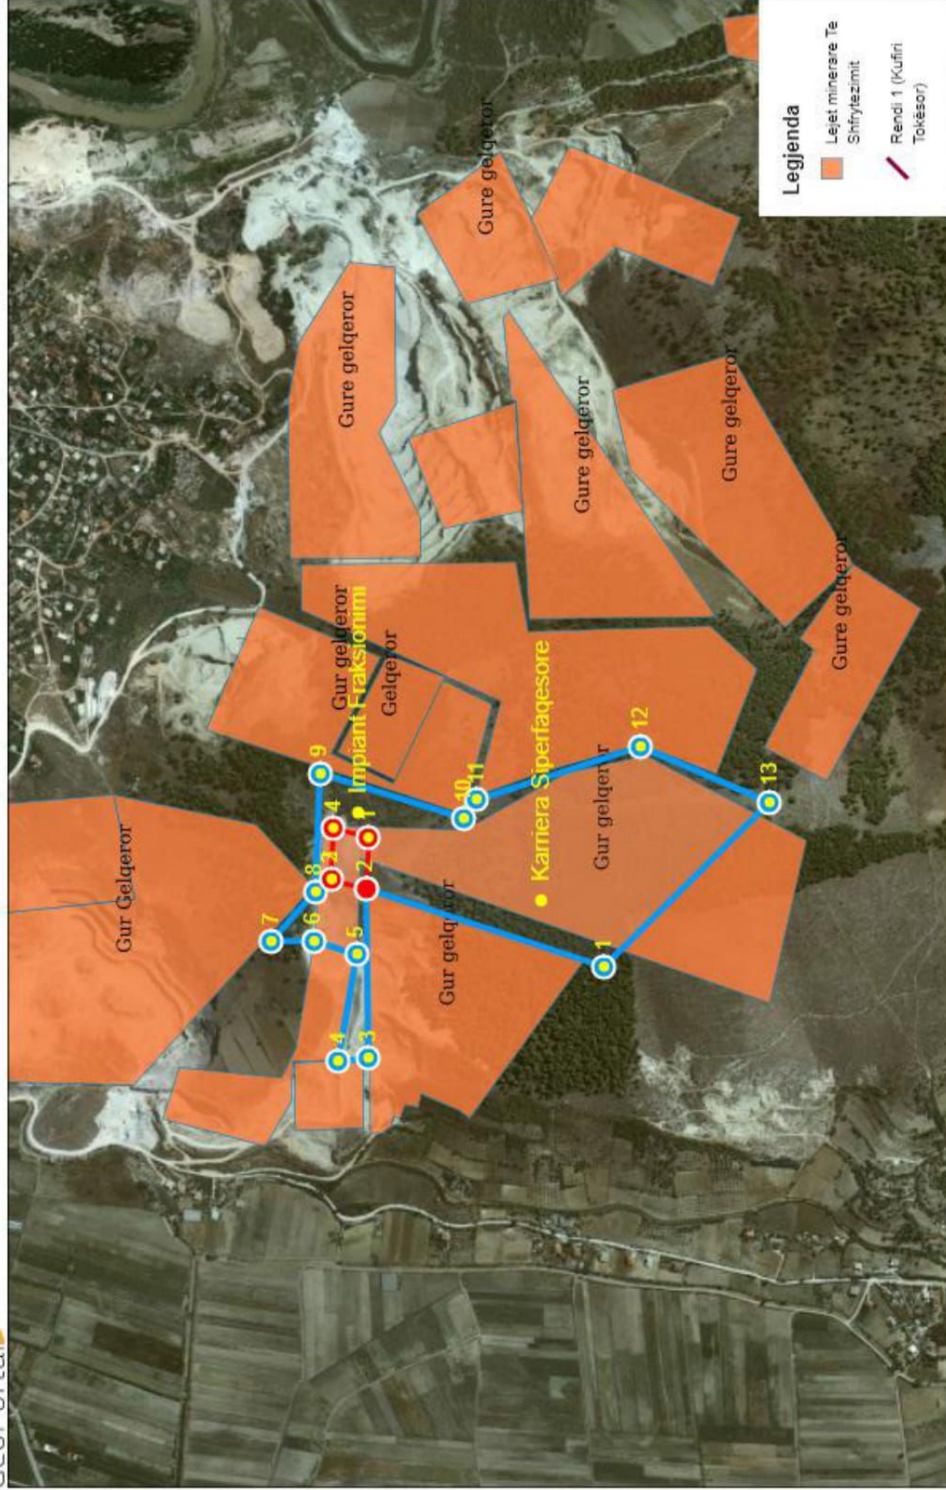 GeoPortal
Gur Gelqeror
Gure gelqeror
Gure gelqeror
Gur gelqeror
Impiant Fraksionimi
Gelqeror
Gur gelqeror
Karriera Siperfaqesore
Gur gelqeror
Gure gelqeror
Gure gelqeror
Gure gelqeror
7
8
9
6
3
4
5
2
1
4
3
10
11
12
1
13
Legjenda
Lejet minerare Te
Shfrytezimit
Rendi 1 (Kufiri
Tokësor)